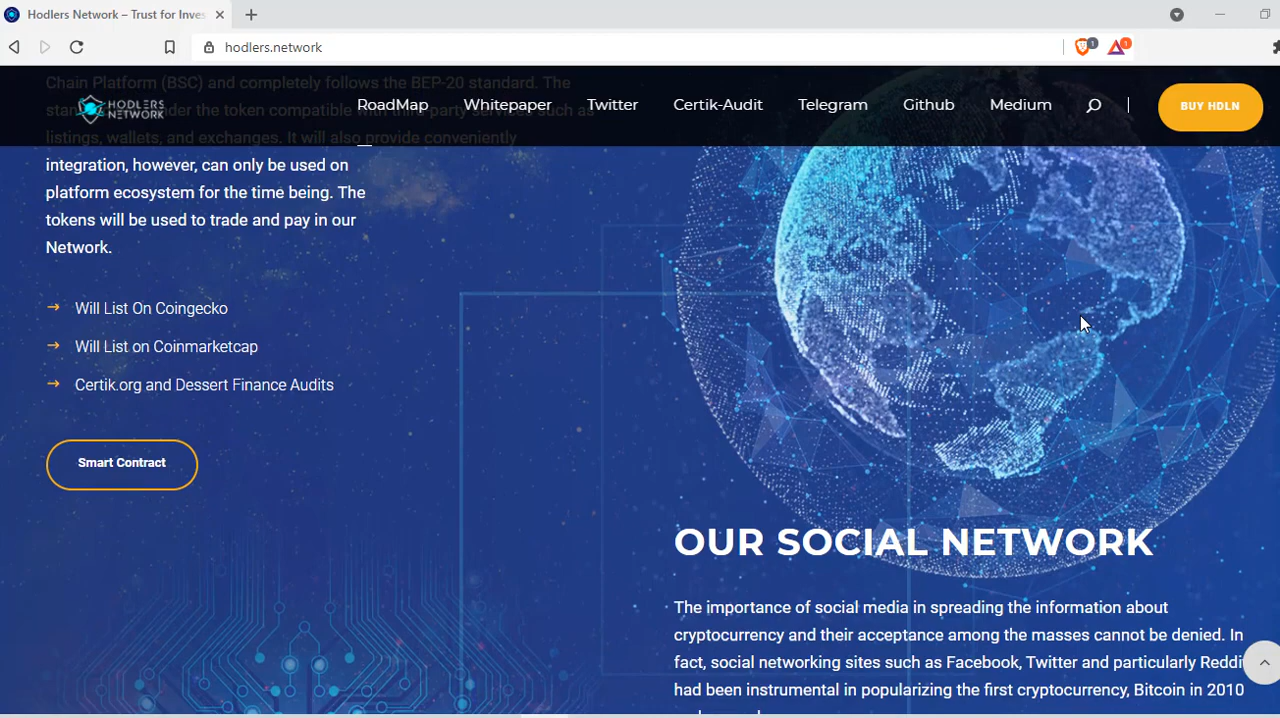 Hodlers Network – Trust for Inves
hodlers.network
1
1
Chain Platform (BSC) and completely follows the BEP-20 standard. The
HODLERS
NETWORK
RoadMap
Whitepaper
Twitter
Certik-Audit
Telegram
Github
Medium
BUY HDLN
listings, wallets, and exchanges. It will also provide conveniently
integration, however, can only be used on
platform ecosystem for the time being. The
tokens will be used to trade and pay in our
Network.
Will List On Coingecko
Will List on Coinmarketcap
Certik.org and Dessert Finance Audits
Smart Contract
OUR SOCIAL NETWORK
The importance of social media in spreading the information about
cryptocurrency and their acceptance among the masses cannot be denied. In
fact, social networking sites such as Facebook, Twitter and particularly Reddi
had been instrumental in popularizing the first cryptocurrency, Bitcoin in 2010